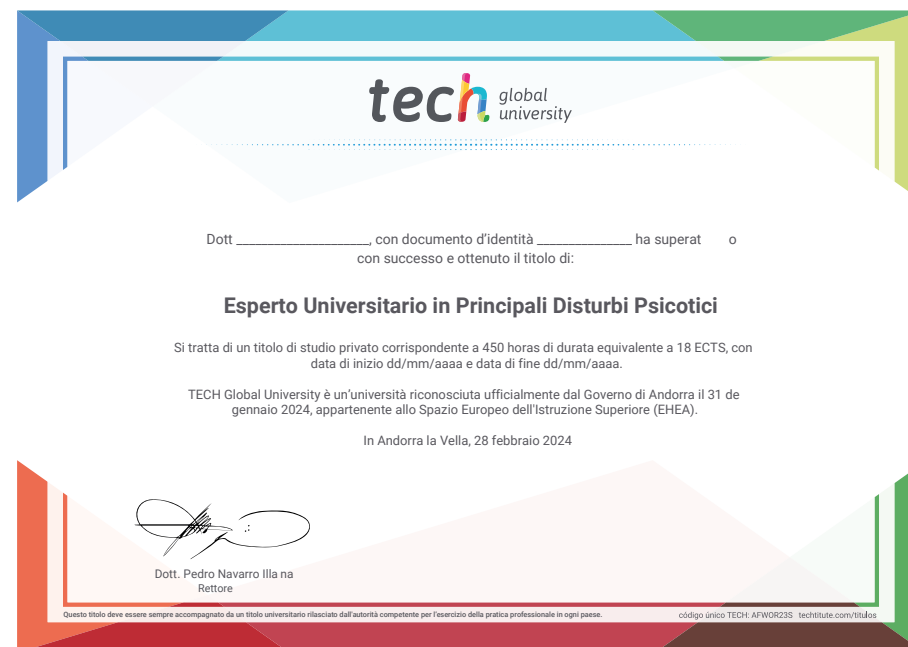 tech global university
Dott ____________________, con documento d'identità ______________ ha superat o
con successo e ottenuto il titolo di:
Esperto Universitario in Principali Disturbi Psicotici
Si tratta di un titolo di studio privato corrispondente a 450 horas di durata equivalente a 18 ECTS, con
data di inizio dd/mm/aaaa e data di fine dd/mm/aaaa.
TECH Global University è un'università riconosciuta ufficialmente dal Governo di Andorra il 31 de
gennaio 2024, appartenente allo Spazio Europeo dell'Istruzione Superiore (EHEA).
In Andorra la Vella, 28 febbraio 2024
Dott. Pedro Navarro Illa na
Rettore
Questo titolo deve essere sempre accompagnato da un titolo universitario rilasciato dall'autorità competente per l'esercizio della pratica professionale in ogni paese.
código único TECH: AFWOR23S techtitute.com/titulos